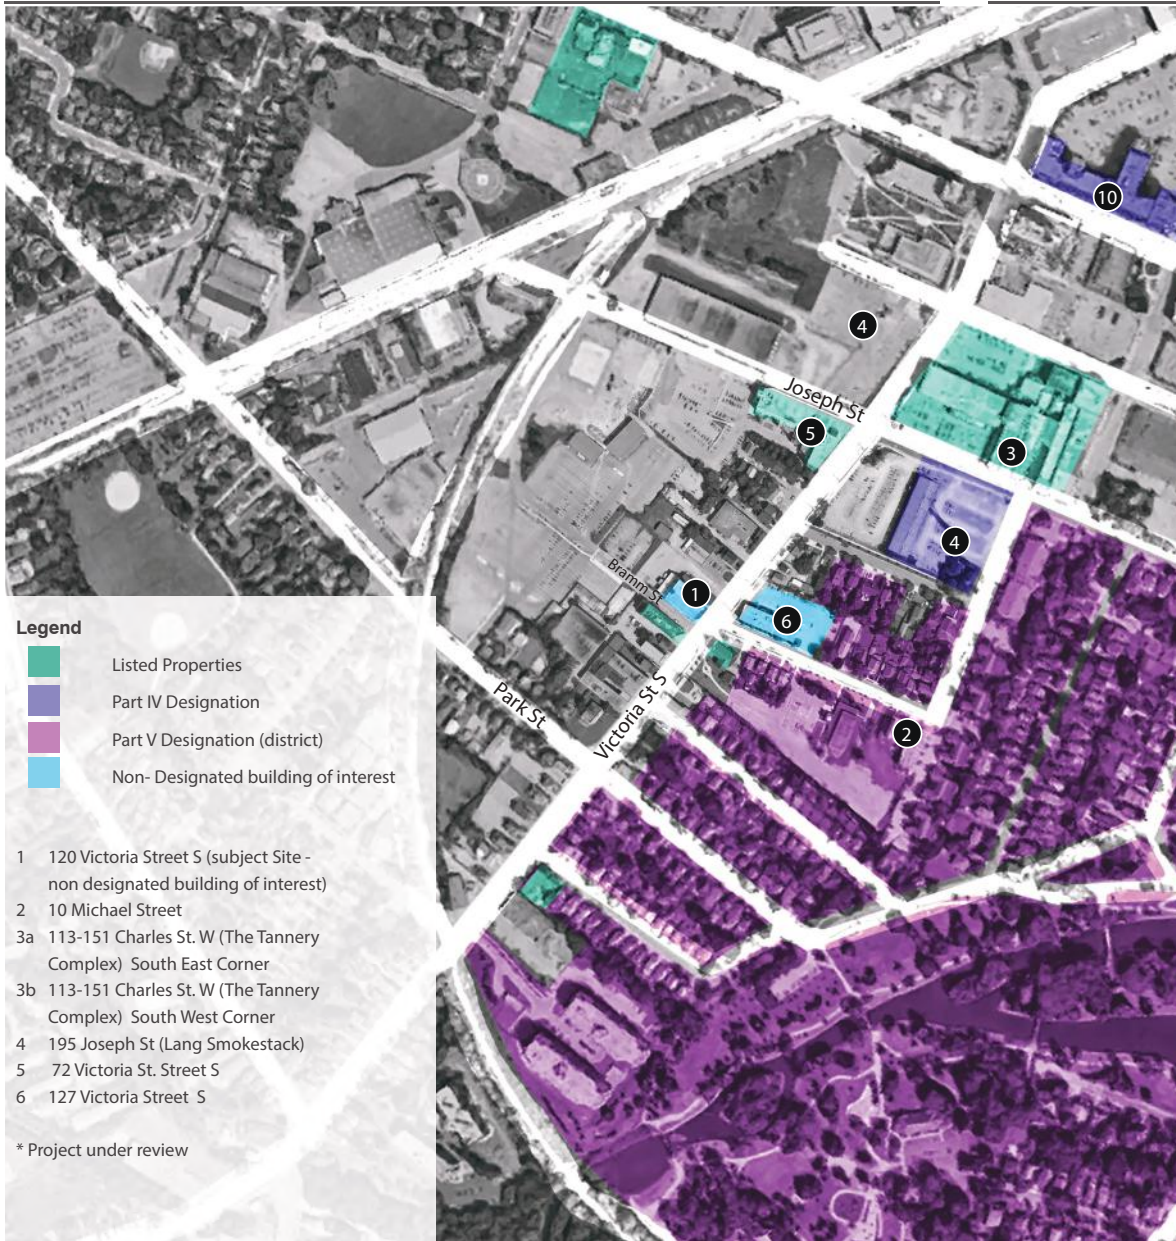 10
4
Joseph St
5
3
4
Bramm St
1
6
Legend
Listed Properties
Part IV Designation
Park St
Victoria St S
2
Part V Designation (district)
Non- Designated building of interest
1 120 Victoria Street S (subject Site -
non designated building of interest)
2 10 Michael Street
3a 113-151 Charles St. W (The Tannery
Complex) South East Corner
3b 113-151 Charles St. W (The Tannery
Complex) South West Corner
4 195 Joseph St (Lang Smokestack)
5 72 Victoria St. Street S
6 127 Victoria Street S
* Project under review